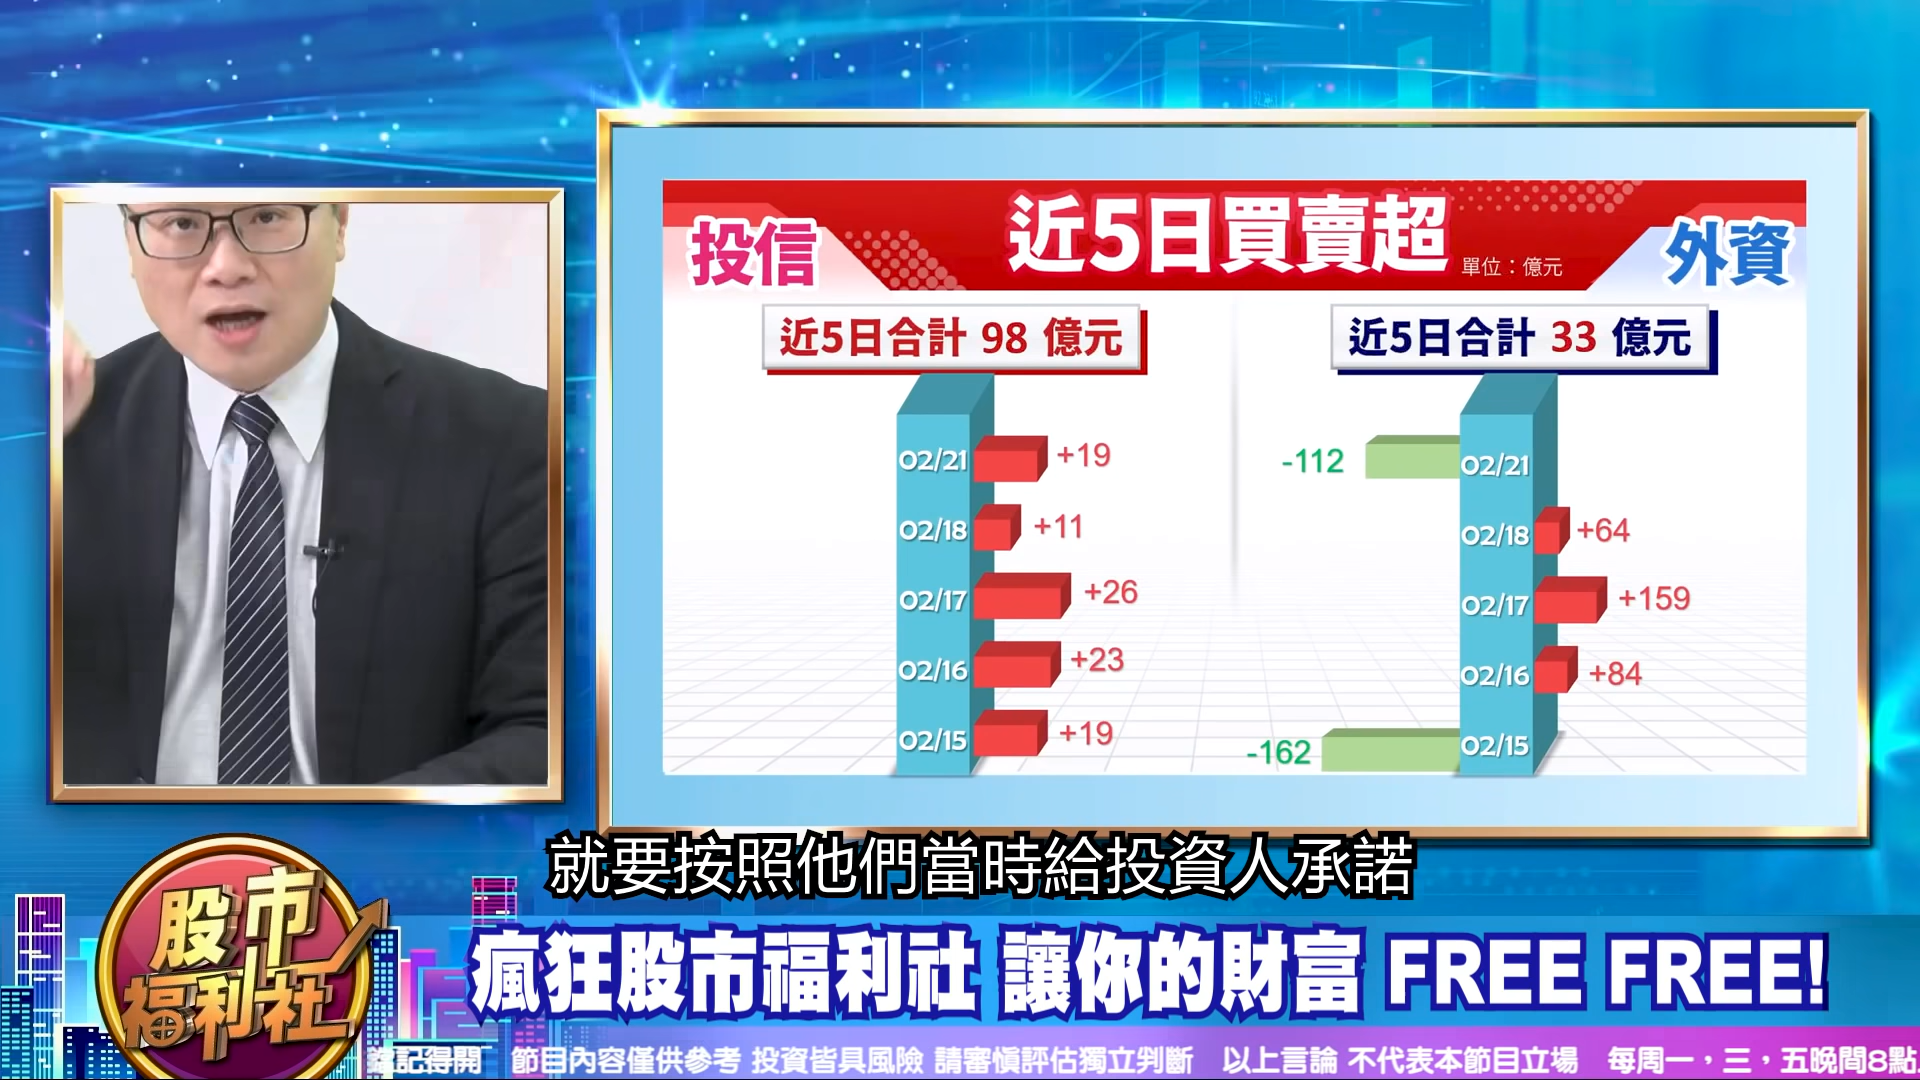 近5日買賣超
單位：億元
投信
外資
近5日合計 98 億元
近5日合計 33 億元
02/21 +19
02/18 +11
02/17 +26
02/16 +23
02/15 +19
-112 02/21
02/18 +64
02/17 +159
02/16 +84
-162 02/15
就要按照他們當時給投資人承諾
股市
福利社
瘋狂股市福利社 讓你的財富 FREE FREE!
記得開 節目內容僅供參考 投資皆具風險 請審慎評估獨立判斷 以上言論 不代表本節目立場 每周一，三，五晚間8點